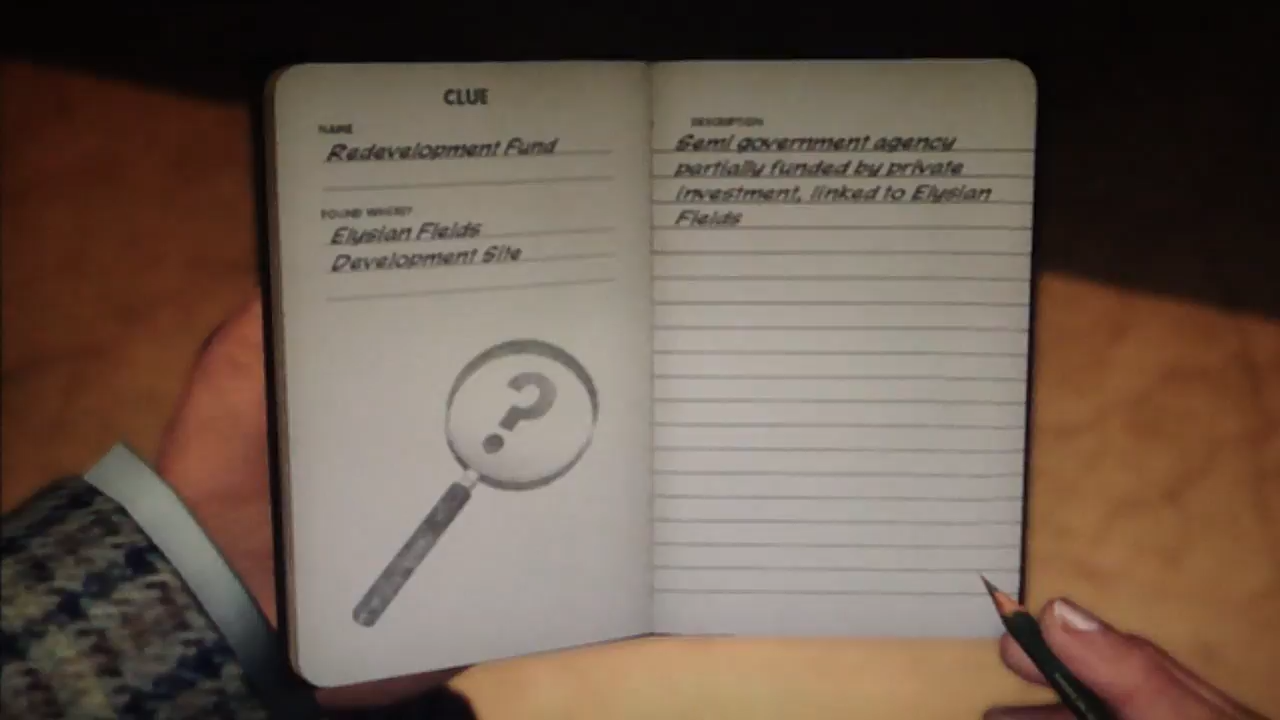 CLUE
NAME
Redevelopment Fund
FOUND WHERE?
Elysian Fields
Development Site
DESCRIPTION
Semi government agency
partially funded by private
investment, linked to Elysian
Fields